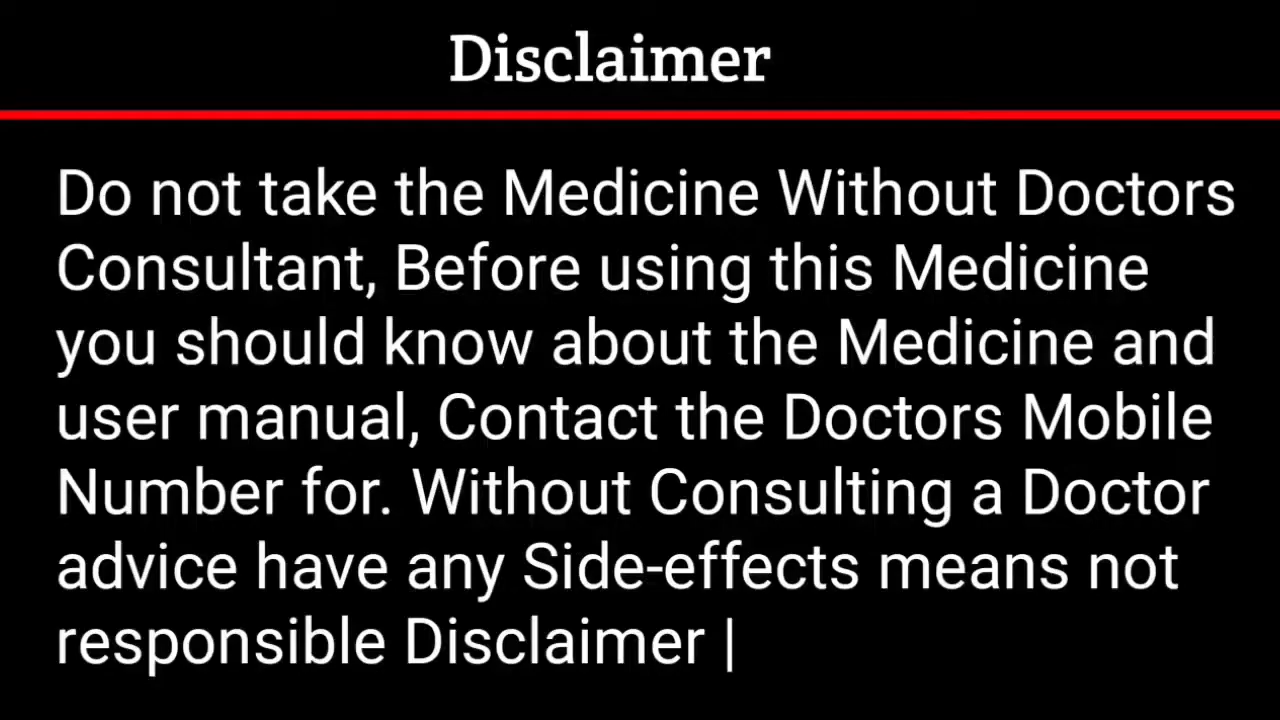 Disclaimer
Do not take the Medicine Without Doctors
Consultant, Before using this Medicine
you should know about the Medicine and
user manual, Contact the Doctors Mobile
Number for. Without Consulting a Doctor
advice have any Side-effects means not
responsible Disclaimer |